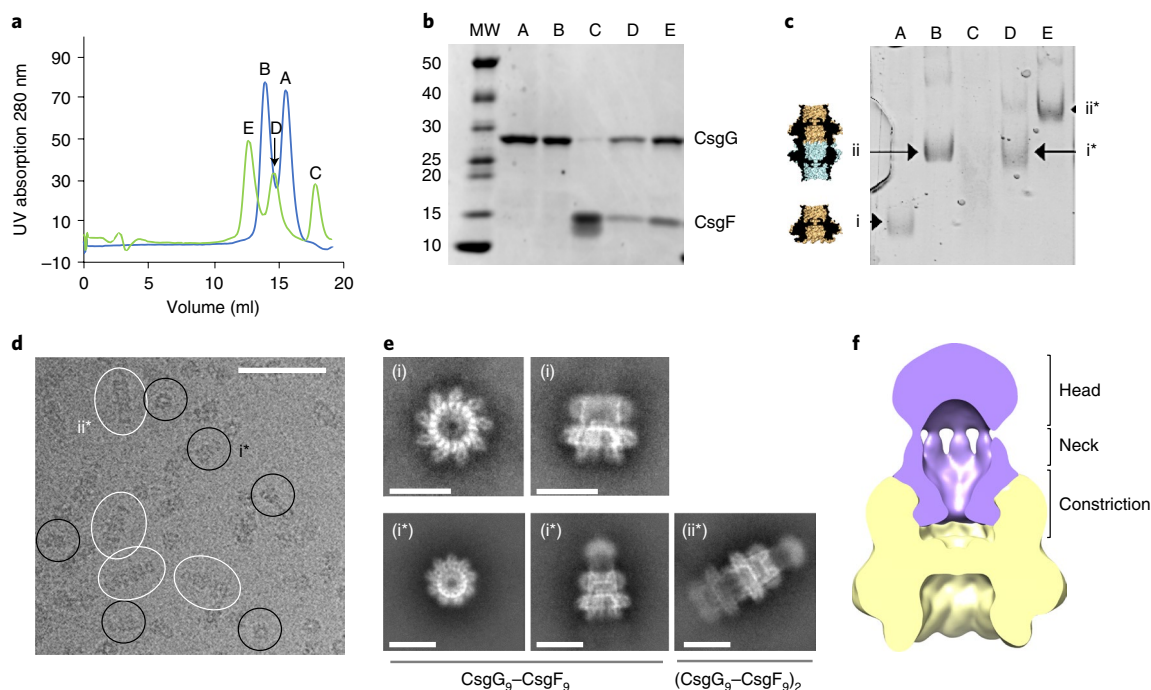 a
UV absorption 280 nm
90
70
50
30
10
–10
0
5
10
15
20
Volume (ml)
E
B
D
A
C
b
MW A B C D E
50
40
30
25
20
15
10
CsgG
CsgF
c
A B C D E
ii*
ii
i*
i
d
ii*
i*
e
(i)
(i)
(i*)
(i*)
(ii*)
CsgG9–CsgF9
(CsgG9–CsgF9)2
f
Head
Neck
Constriction